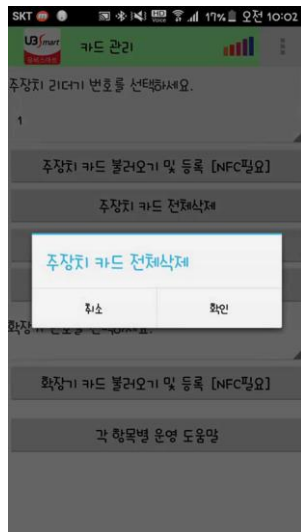 SKT 17% 오전 10:02
U3Smart 카드 관리
주장치 리더기 번호를 선택하세요.
1
주장치 카드 불러오기 및 등록 [NFC필요]
주장치 카드 전체삭제
주장치 카드 전체삭제
취소 확인
확장기 카드 불러오기 및 등록 [NFC필요]
각 항목별 운영 도움말